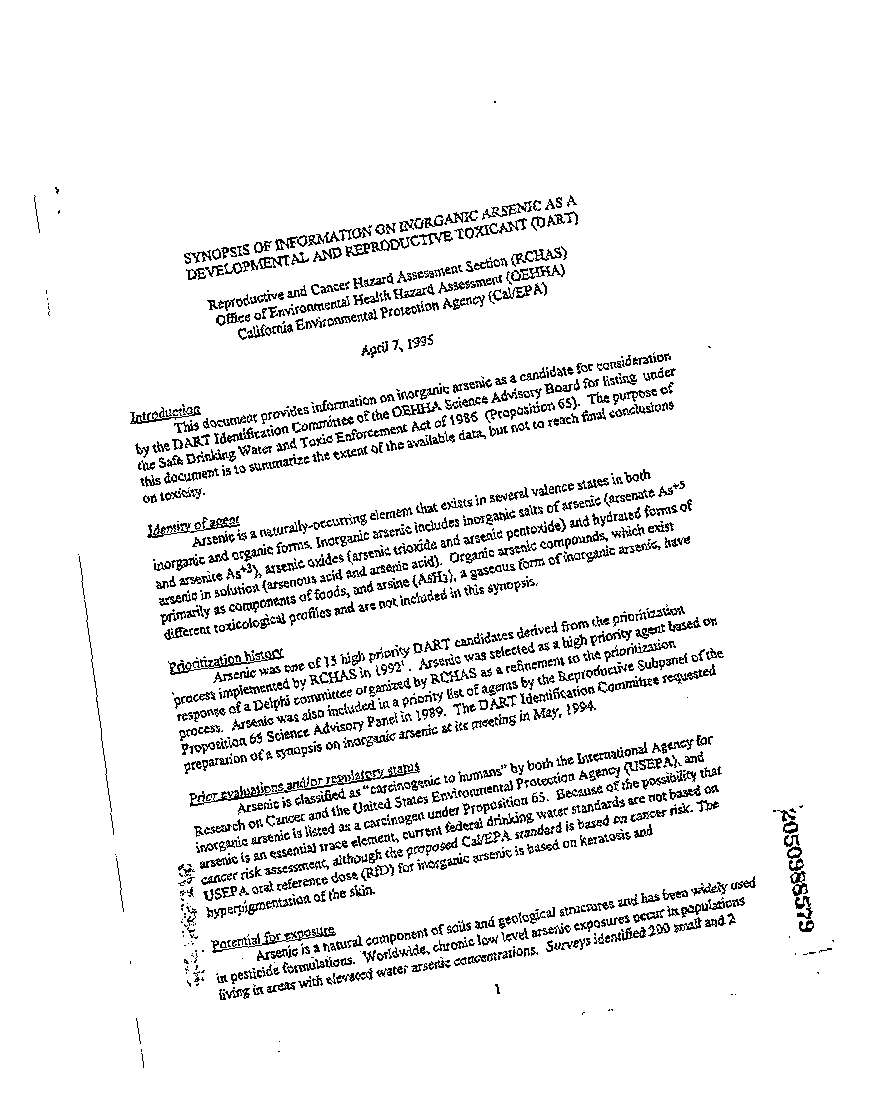 SYNOPSIS OF INFORMATION ON INORGANIC ARSENIC AS A
DEVELOPMENTAL AND REPRODUCTIVE TOXICANT (DART)
Reproductive and Cancer Hazard Assessment Section (RCHAS)
Office of Environmental Health Hazard Assessment (OEHHA)
California Environmental Protection Agency (Cal/EPA)
April 7, 1995
Introduction
This document provides information on inorganic arsenic as a candidate for consideration
by the DART Identification Committee of the OEHHA Science Advisory Board for listing under
the Safe Drinking Water and Toxic Enforcement Act of 1986 (Proposition 65). The purpose of
this document is to summarize the extent of the available data, but not to reach final conclusions
on toxicity.
Identity of agent
Arsenic is a naturally-occurring element that exists in several valence states in both
inorganic and organic forms. Inorganic arsenic includes inorganic salts of arsenic (arsenate As+5
and arsenite As+3), arsenic oxides (arsenic trioxide and arsenic pentoxide) and hydrated forms of
arsenic in solution (arsenous acid and arsenic acid). Organic arsenic compounds, which exist
primarily as components of foods, and arsine (AsH3), a gaseous form of inorganic arsenic, have
different toxicological profiles and are not included in this synopsis.
Prioritization history
Arsenic was one of 15 high priority DART candidates derived from the prioritization
process implemented by RCHAS in 1992¹. Arsenic was selected as a high priority agent based on
response of a Delphi committee organized by RCHAS as a refinement to the prioritization
process. Arsenic was also included in a priority list of agents by the Reproductive Subpanel of the
Proposition 65 Science Advisory Panel in 1989. The DART Identification Committee requested
preparation of a synopsis on inorganic arsenic at its meeting in May, 1994.
Prior evaluations and/or regulatory status
Arsenic is classified as "carcinogenic to humans" by both the International Agency for
Research on Cancer and the United States Environmental Protection Agency (USEPA), and
inorganic arsenic is listed as a carcinogen under Proposition 65. Because of the possibility that
arsenic is an essential trace element, current federal drinking water standards are not based on
cancer risk assessment, although the proposed Cal/EPA standard is based on cancer risk. The
USEPA oral reference dose (RfD) for inorganic arsenic is based on keratosis and
hyperpigmentation of the skin.
Potential for exposure
Arsenic is a natural component of soils and geological structures and has been widely used
in pesticide formulations. Worldwide, chronic low level arsenic exposures occur in populations
living in areas with elevated water arsenic concentrations. Surveys identified 200 small and 2
1
2050988579